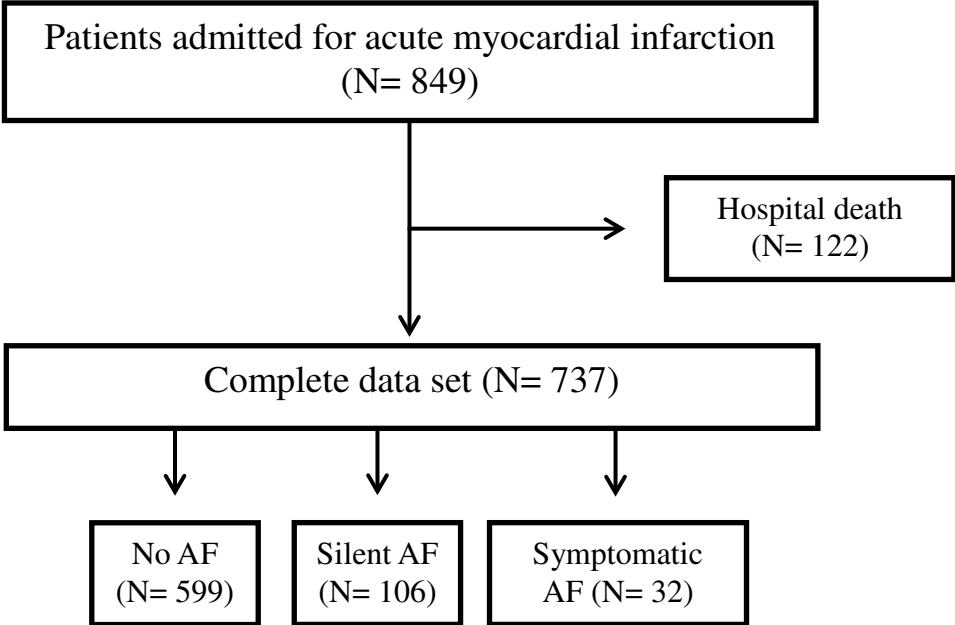 Patients admitted for acute myocardial infarction
(N= 849)
Hospital death
(N= 122)
Complete data set (N= 737)
No AF
(N= 599)
Silent AF
(N= 106)
Symptomatic
AF (N= 32)